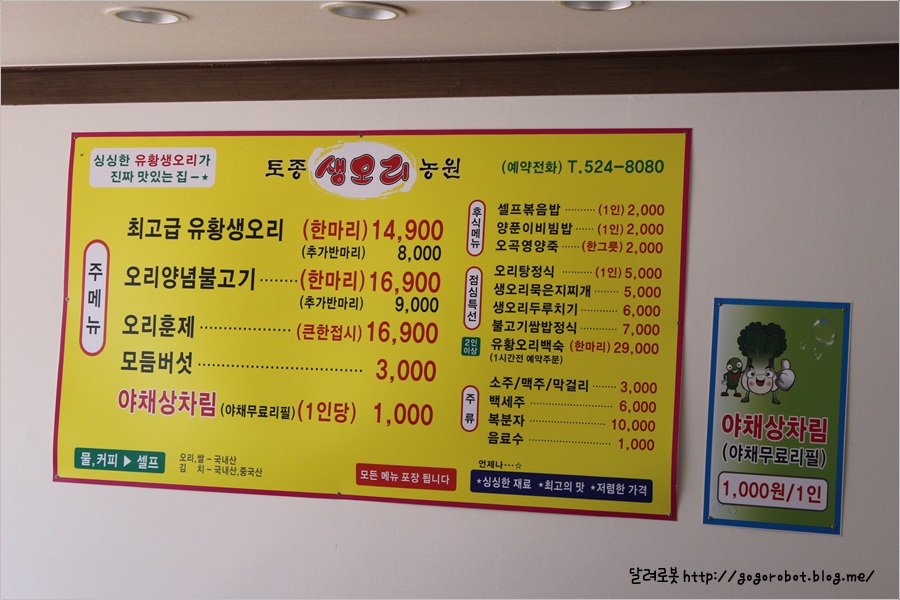 싱싱한 유황생오리가
진짜 맛있는 집-★
토종 생오리 농원
(예약전화) T.524-8080
주메뉴
최고급 유황생오리 (한마리) 14,900
(추가반마리) 8,000
오리양념불고기 (한마리) 16,900
(추가반마리) 9,000
오리훈제 (큰한접시) 16,900
모듬버섯 3,000
야채상차림 (야채무료리필) (1인당) 1,000
후식메뉴
셀프볶음밥 (1인) 2,000
양푼이비빔밥 (1인) 2,000
오곡영양죽 (한그릇) 2,000
점심특선
오리탕정식 (1인) 5,000
생오리묵은지찌개 5,000
생오리두루치기 6,000
불고기쌈밥정식 7,000
2인이상
유황오리백숙 (한마리) 29,000
(1시간전 예약주문)
주류
소주/맥주/막걸리 3,000
백세주 6,000
복분자 10,000
음료수 1,000
물,커피 ▶ 셀프
오리,쌀 - 국내산
김 치 - 국내산,중국산
모든 메뉴 포장 됩니다
언제나···☆
*싱싱한 재료 *최고의 맛 *저렴한 가격
야채상차림
(야채무료리필)
1,000원/1인
달려로봇 http://gogorobot.blog.me/